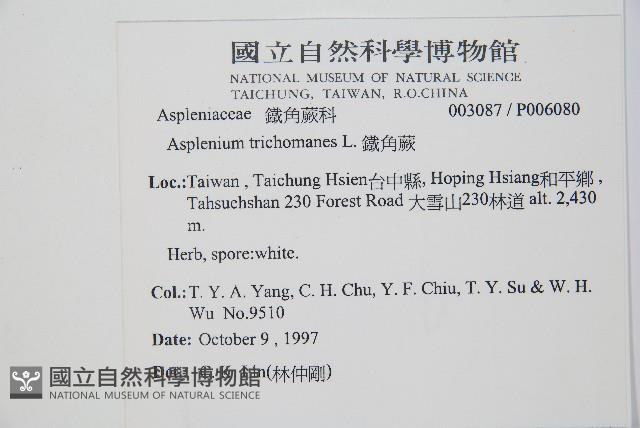 國立自然科學博物館
NATIONAL MUSEUM OF NATURAL SCIENCE
TAICHUNG, TAIWAN, R.O.CHINA
Aspleniaceae 鐵角蕨科 003087 / P006080
Asplenium trichomanes L. 鐵角蕨
Loc.:Taiwan , Taichung Hsien台中縣, Hoping Hsiang和平鄉 ,
Tahsuchshan 230 Forest Road 大雪山230林道 alt. 2,430
m.
Herb, spore:white.
Col.:T. Y. A. Yang, C. H. Chu, Y. F. Chiu, T. Y. Su & W. H.
Wu No.9510
Date: October 9 , 1997
(林仲剛)
國立自然科學博物館
NATIONAL MUSEUM OF NATURAL SCIENCE